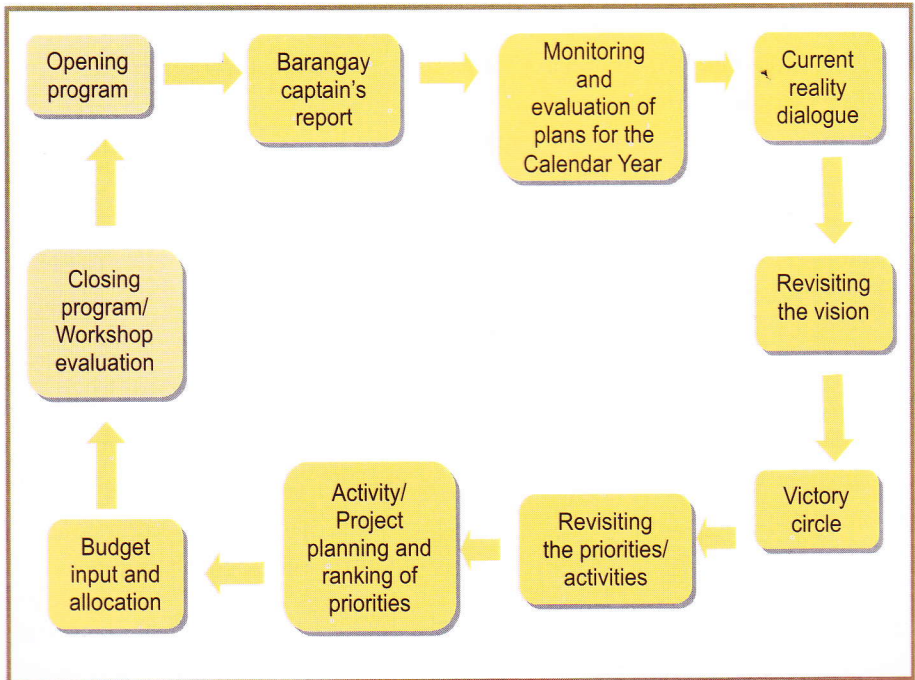 Opening
program
Barangay
captain's
report
Monitoring
and
evaluation of
plans for the
Calendar Year
Current
reality
dialogue
Revisiting
the vision
Victory
circle
Revisiting
the priorities/
activities
Activity/
Project
planning and
ranking of
priorities
Budget
input and
allocation
Closing
program/
Workshop
evaluation